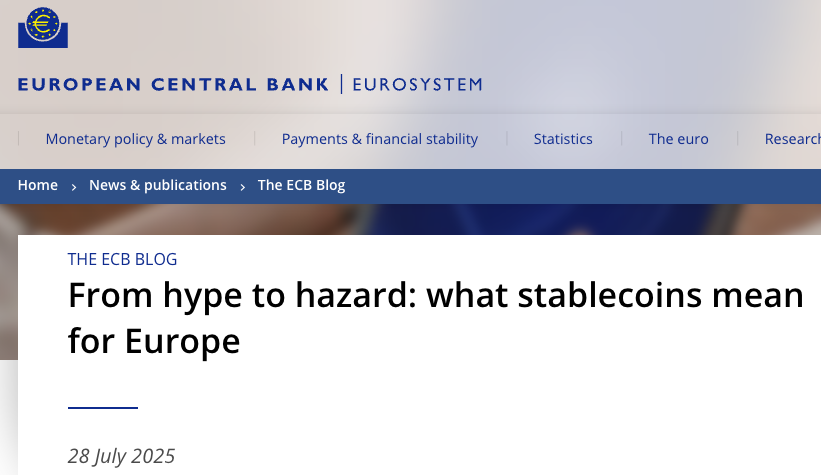 EUROPEAN CENTRAL BANK | EUROSYSTEM
Monetary policy & markets | Payments & financial stability | Statistics | The euro | Research
Home › News & publications › The ECB Blog
THE ECB BLOG
From hype to hazard: what stablecoins mean
for Europe
28 July 2025